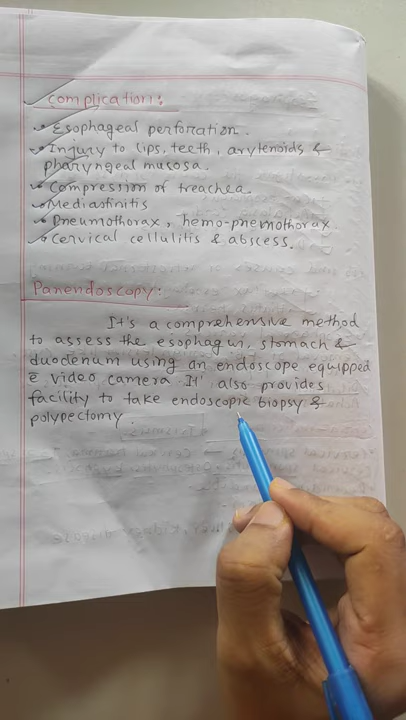 Complication:
Esophageal perforation.
Injury to lips, teeth, arytenoids &
pharyngeal mucosa.
Compression of treachea.
Mediastinitis
Pneumothorax, hemo-pnemothorax
Cervical cellulitis & abscess.
Panendoscopy:
It's a comprehensive method
to assess the esophagus, stomach &
duodenum using an endoscope equipped
c̄ video camera. It' also provides
facility to take endoscopic biopsy &
polypectomy.